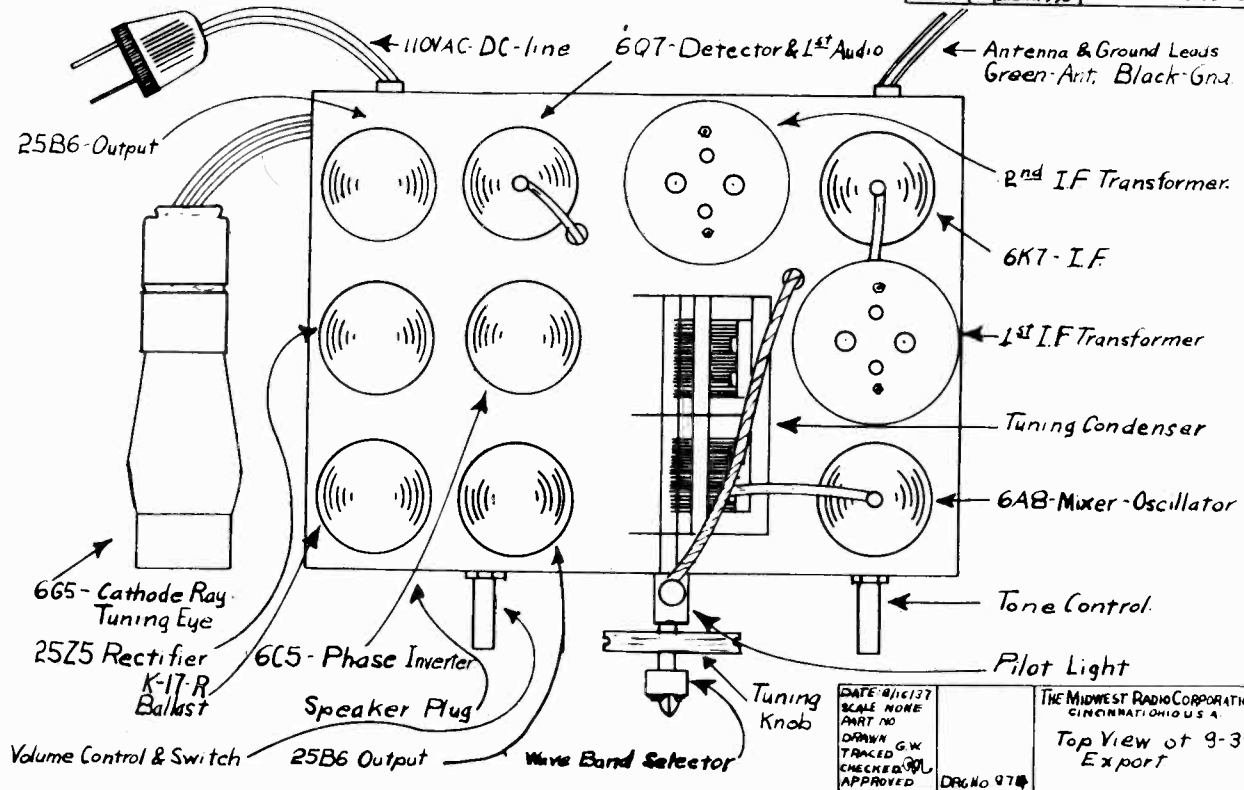 110VAC-DC-line
6Q7-Detector & 1st Audio
Antenna & Ground Leads
Green-Ant. Black-Gnd.
25B6-Output
2nd I.F Transformer.
6K7-I.F.
1st I.F Transformer
Tuning Condenser
6A8-Mixer-Oscillator
6G5-Cathode Ray
Tuning Eye
25Z5 Rectifier
K-17-R
Ballast
6C5-Phase Inverter
Speaker Plug
Volume Control & Switch
25B6 Output
Wave Band Selector
Tuning
Knob
Tone Control.
Pilot Light
DATE 8/16/37
SCALE NONE
PART NO
DRAWN
TRACED G.W.
CHECKED
APPROVED
DRG No
THE MIDWEST RADIO CORPORATI
CINCINNATI OHIO U.S.A.
Top View of 9-3
Export